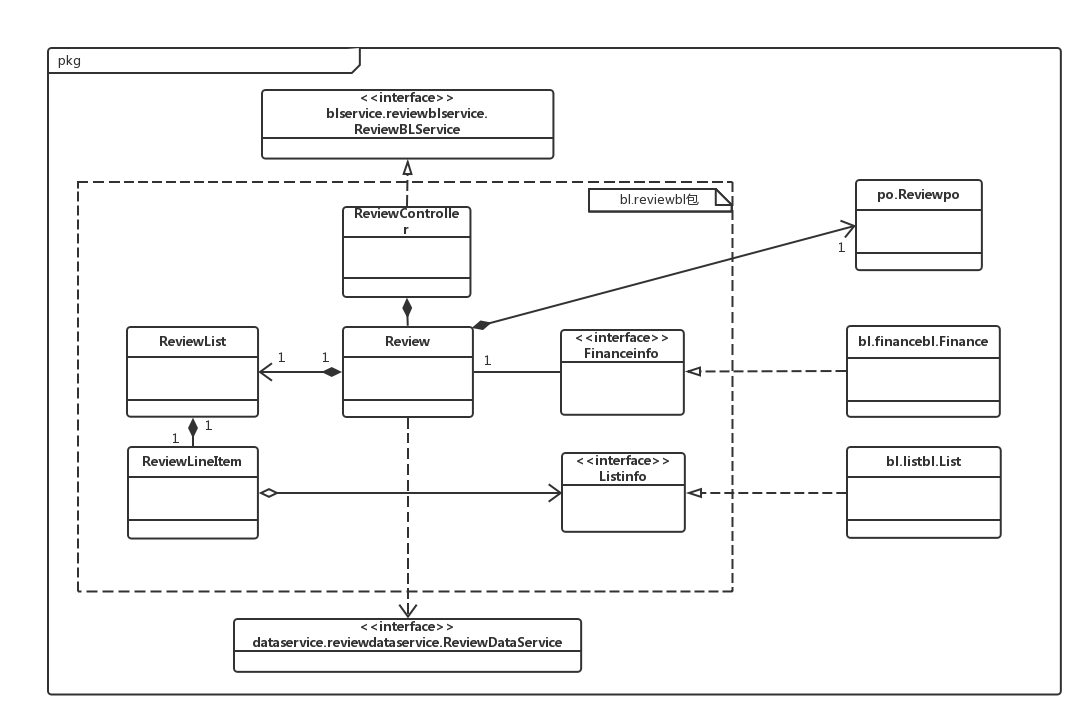 pkg
<<interface>>
blservice.reviewblservice.
ReviewBLService
bl.reviewbl包
po.Reviewpo
ReviewControlle
r
1
ReviewList
1
1
Review
1
<<interface>>
Financeinfo
bl.financebl.Finance
1
1
ReviewLineItem
<<interface>>
Listinfo
bl.listbl.List
<<interface>>
dataservice.reviewdataservice.ReviewDataService